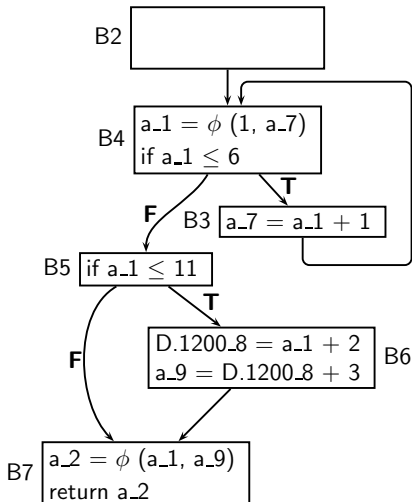 B2
B4
a_1 = ϕ (1, a_7)
if a_1 ≤ 6
F
T
B3
a_7 = a_1 + 1
B5
if a_1 ≤ 11
F
T
D.1200_8 = a_1 + 2
a_9 = D.1200_8 + 3
B6
B7
a_2 = ϕ (a_1, a_9)
return a_2